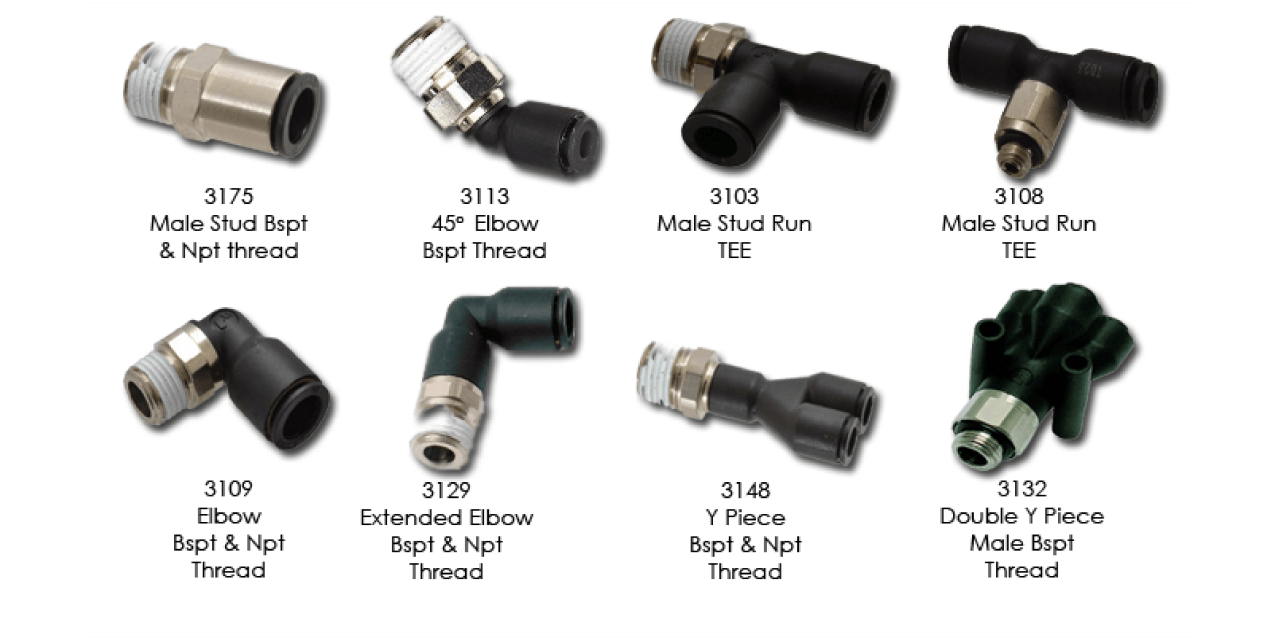 3175
Male Stud Bspt
& Npt thread
3113
45° Elbow
Bspt Thread
3103
Male Stud Run
TEE
3108
Male Stud Run
TEE
3109
Elbow
Bspt & Npt
Thread
3129
Extended Elbow
Bspt & Npt
Thread
3148
Y Piece
Bspt & Npt
Thread
3132
Double Y Piece
Male Bspt
Thread